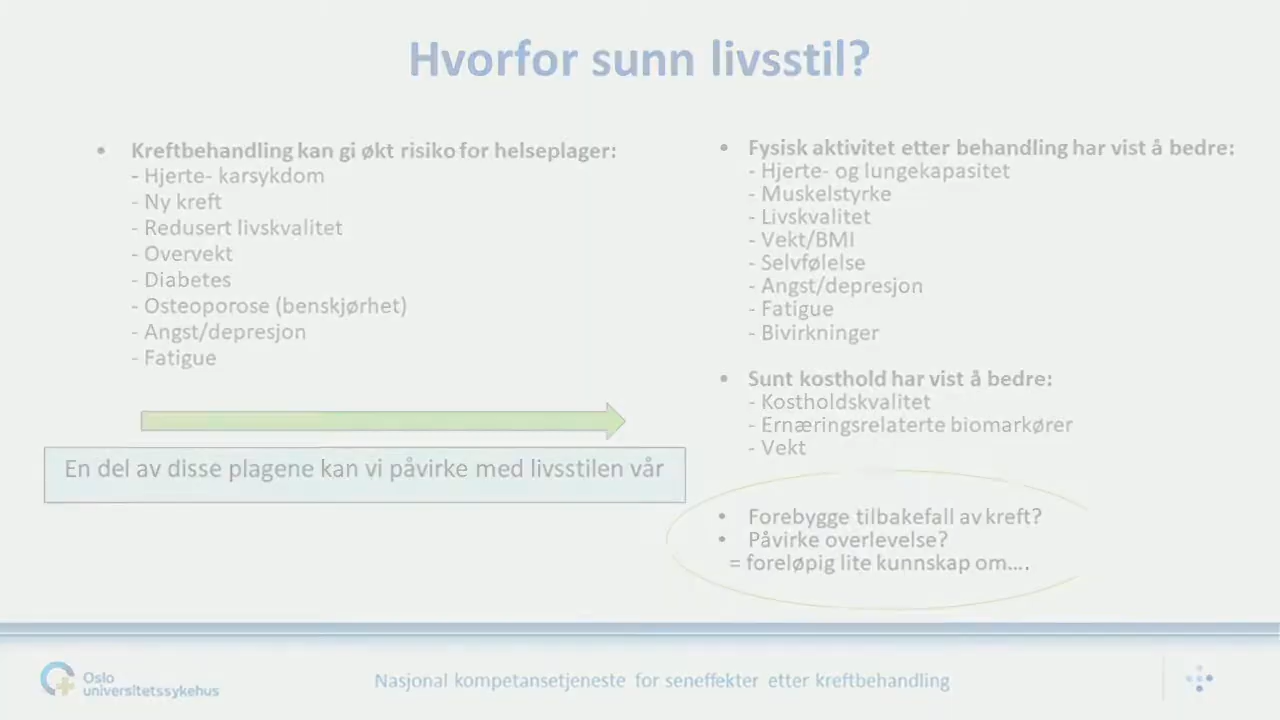 Hvorfor sunn livsstil?
• Kreftbehandling kan gi økt risiko for helseplager:
- Hjerte- karsykdom
- Ny kreft
- Redusert livskvalitet
- Overvekt
- Diabetes
- Osteoporose (benskjørhet)
- Angst/depresjon
- Fatigue
En del av disse plagene kan vi påvirke med livsstilen vår
• Fysisk aktivitet etter behandling har vist å bedre:
- Hjerte- og lungekapasitet
- Muskelstyrke
- Livskvalitet
- Vekt/BMI
- Selvfølelse
- Angst/depresjon
- Fatigue
- Bivirkninger
• Sunt kosthold har vist å bedre:
- Kostholdskvalitet
- Ernæringsrelaterte biomarkører
- Vekt
• Forebygge tilbakefall av kreft?
• Påvirke overlevelse?
= foreløpig lite kunnskap om....
Oslo
universitetssykehus
Nasjonal kompetansetjeneste for seneffekter etter kreftbehandling